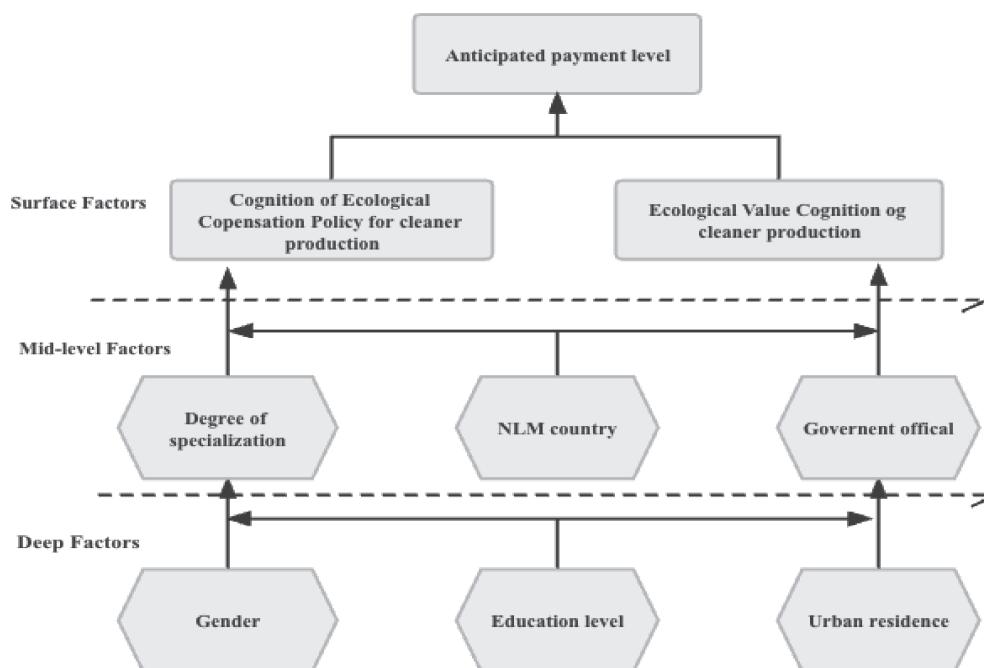 Anticipated payment level
Surface Factors
Cognition of Ecological
Copensation Policy for cleaner
production
Ecological Value Cognition og
cleaner production
Mid-level Factors
Degree of
specialization
NLM country
Governent offical
Deep Factors
Gender
Education level
Urban residence